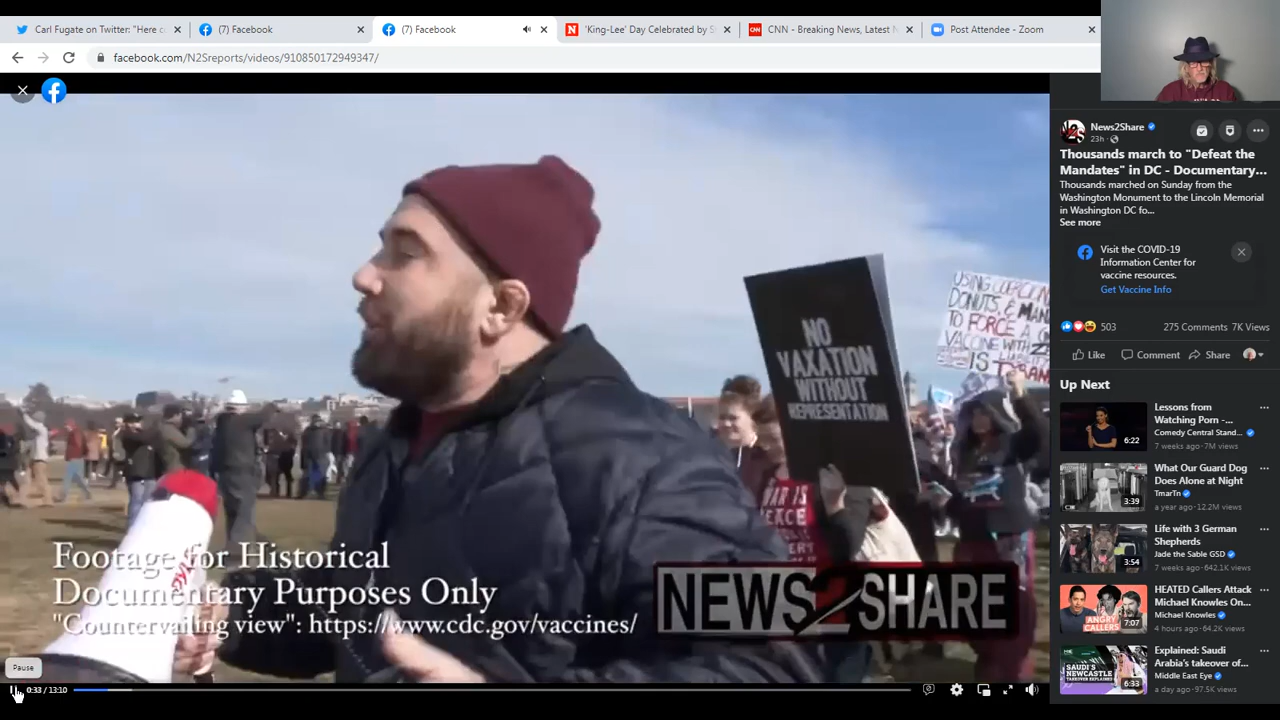 Carl Fugate on Twitter: "Here c
(7) Facebook
(7) Facebook
'King-Lee' Day Celebrated by S
CNN - Breaking News, Latest N
Post Attendee - Zoom
facebook.com/N2Sreports/videos/910850172949347/
News2Share
23h ·
Thousands march to "Defeat the
Mandates" in DC - Documentary...
Thousands marched on Sunday from the
Washington Monument to the Lincoln Memorial
in Washington DC fo...
See more
Visit the COVID-19
Information Center for
vaccine resources.
Get Vaccine Info
503
275 Comments 7K Views
Like
Comment
Share
Up Next
Lessons from
Watching Porn -...
Comedy Central Stand...
7 weeks ago · 7M views
6:22
What Our Guard Dog
Does Alone at Night
TmarTn
a year ago · 12.2M views
3:39
Life with 3 German
Shepherds
Jade the Sable GSD
7 weeks ago · 642.1K views
3:54
HEATED Callers Attack
Michael Knowles On...
Michael Knowles
4 hours ago · 64.2K views
ANGRY
CALLERS
7:07
Explained: Saudi
Arabia's takeover of...
Middle East Eye
a day ago · 97.5K views
SAUDI'S
NEWCASTLE
TAKEOVER EXPLAINED
6:33
NO
VAXATION
WITHOUT
REPRESENTATION
USING
DONUTS, &
TO FORCE A
VACCINE WITH
IS
Footage for Historical
Documentary Purposes Only
"Countervailing view": https://www.cdc.gov/vaccines/
NEWS2SHARE
Pause
0:33 / 13:10